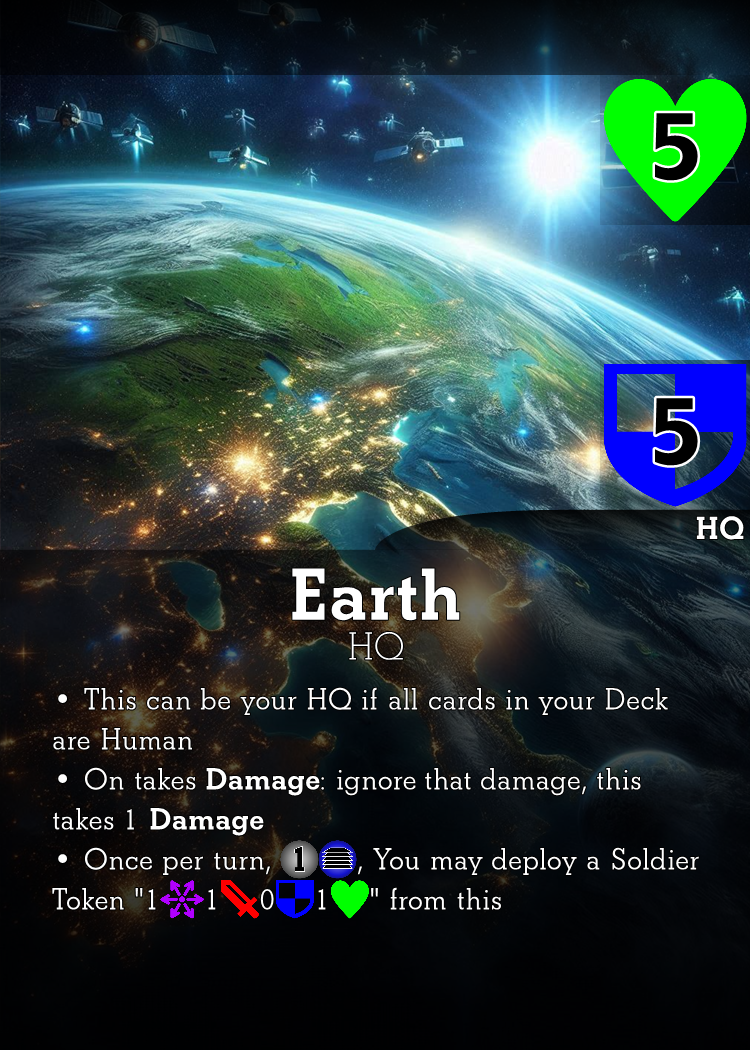 5
5
HQ
Earth
HQ
• This can be your HQ if all cards in your Deck
are Human
• On takes Damage: ignore that damage, this
takes 1 Damage
• Once per turn, 1, You may deploy a Soldier
Token "1 1 0 1" from this